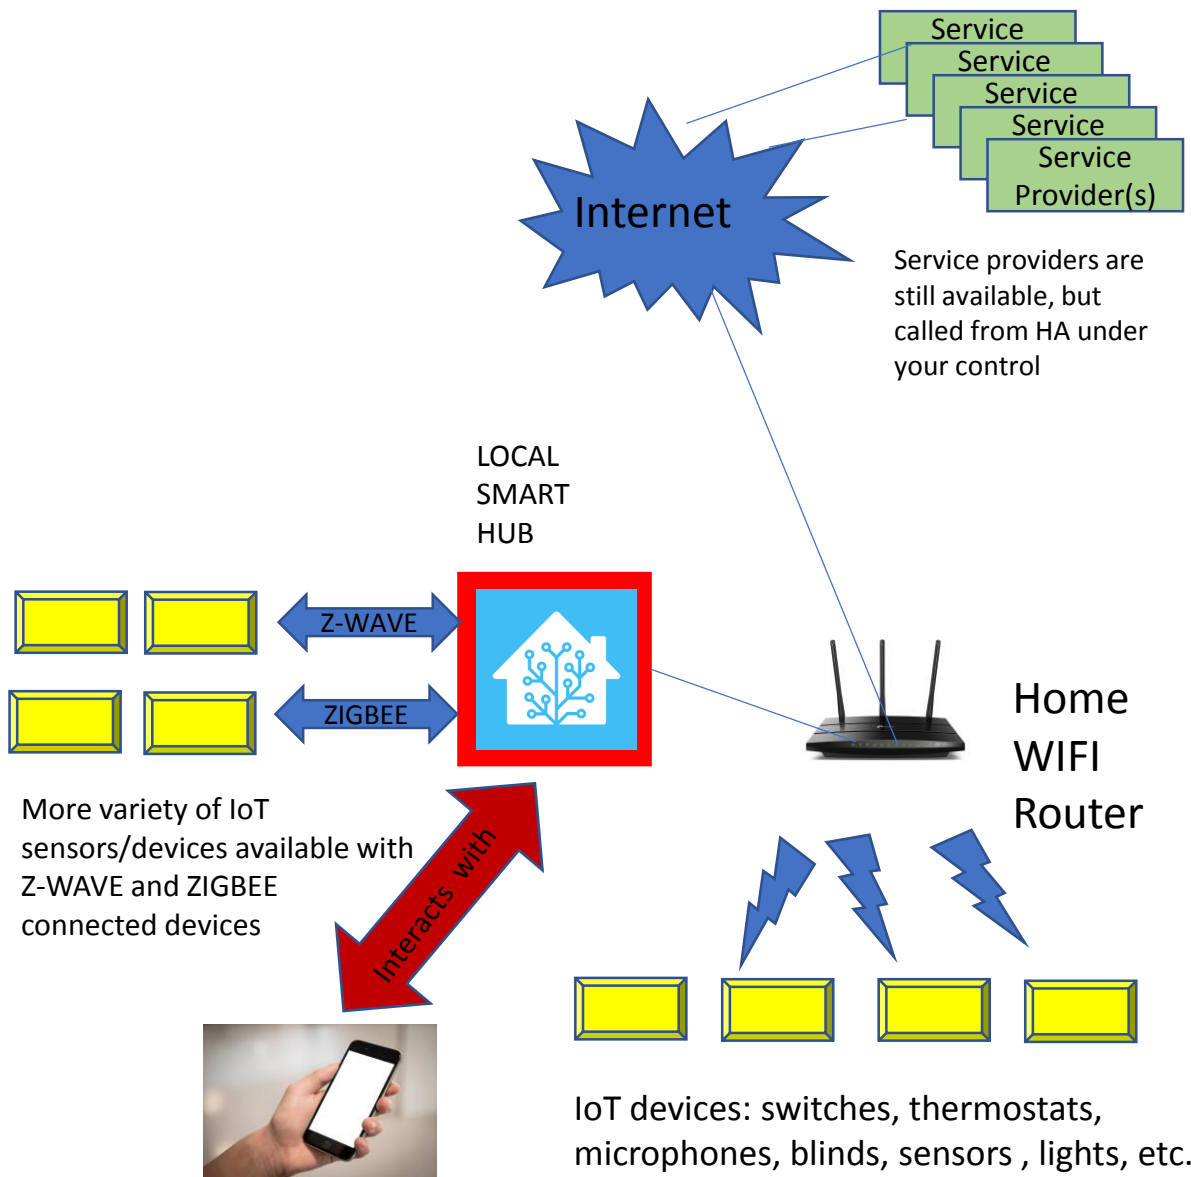 Service
Service
Service
Service
Service
Provider(s)
Internet
Service providers are
still available, but
called from HA under
your control
LOCAL
SMART
HUB
Z-WAVE
ZIGBEE
Home
WIFI
Router
More variety of IoT
sensors/devices available with
Z-WAVE and ZIGBEE
connected devices
Interacts with
IoT devices: switches, thermostats,
microphones, blinds, sensors , lights, etc.